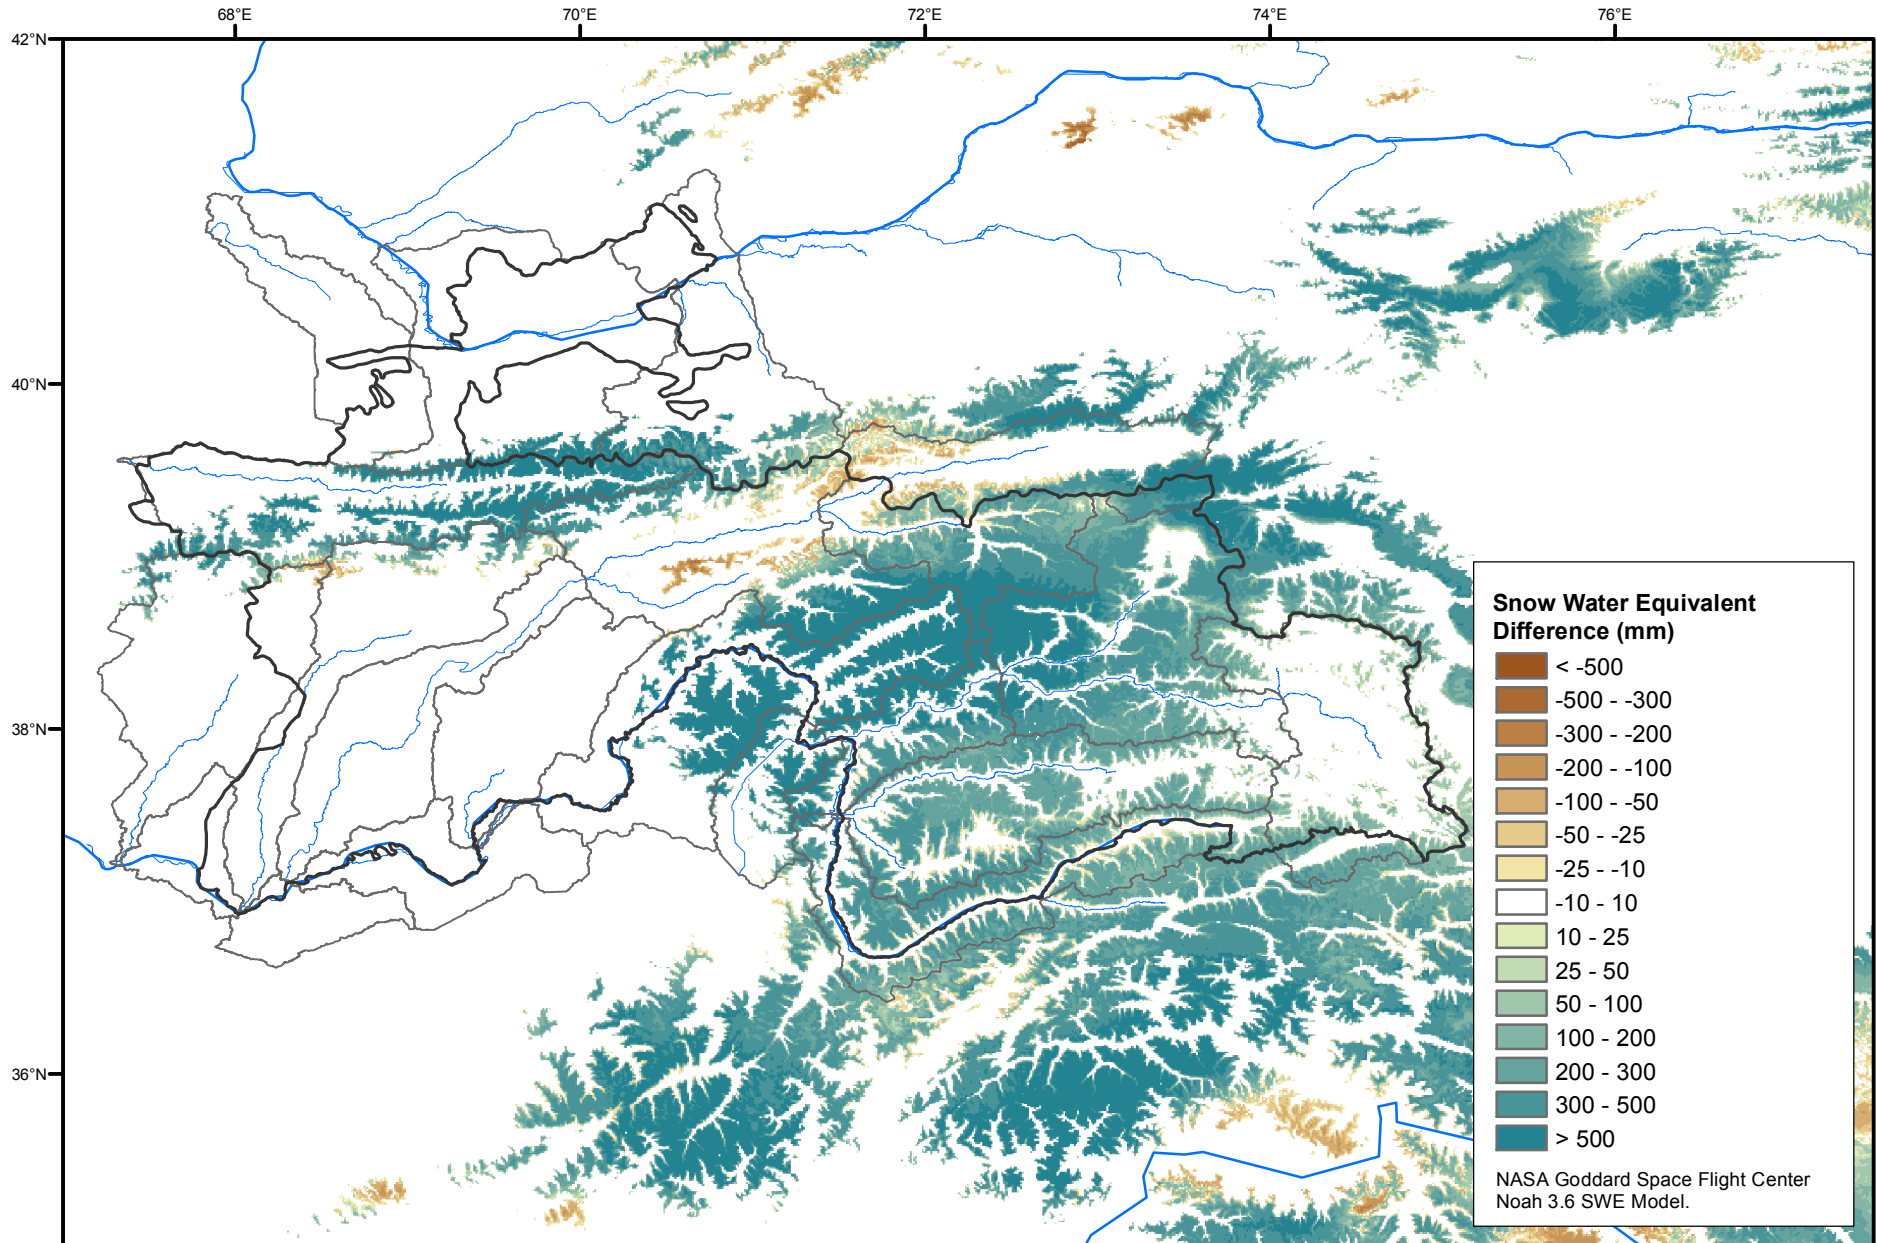 68°E
70°E
72°E
74°E
76°E
42°N
40°N
38°N
36°N
Snow Water Equivalent
Difference (mm)
< -500
-500 - -300
-300 - -200
-200 - -100
-100 - -50
-50 - -25
-25 - -10
-10 - 10
10 - 25
25 - 50
50 - 100
100 - 200
200 - 300
300 - 500
> 500
NASA Goddard Space Flight Center
Noah 3.6 SWE Model.